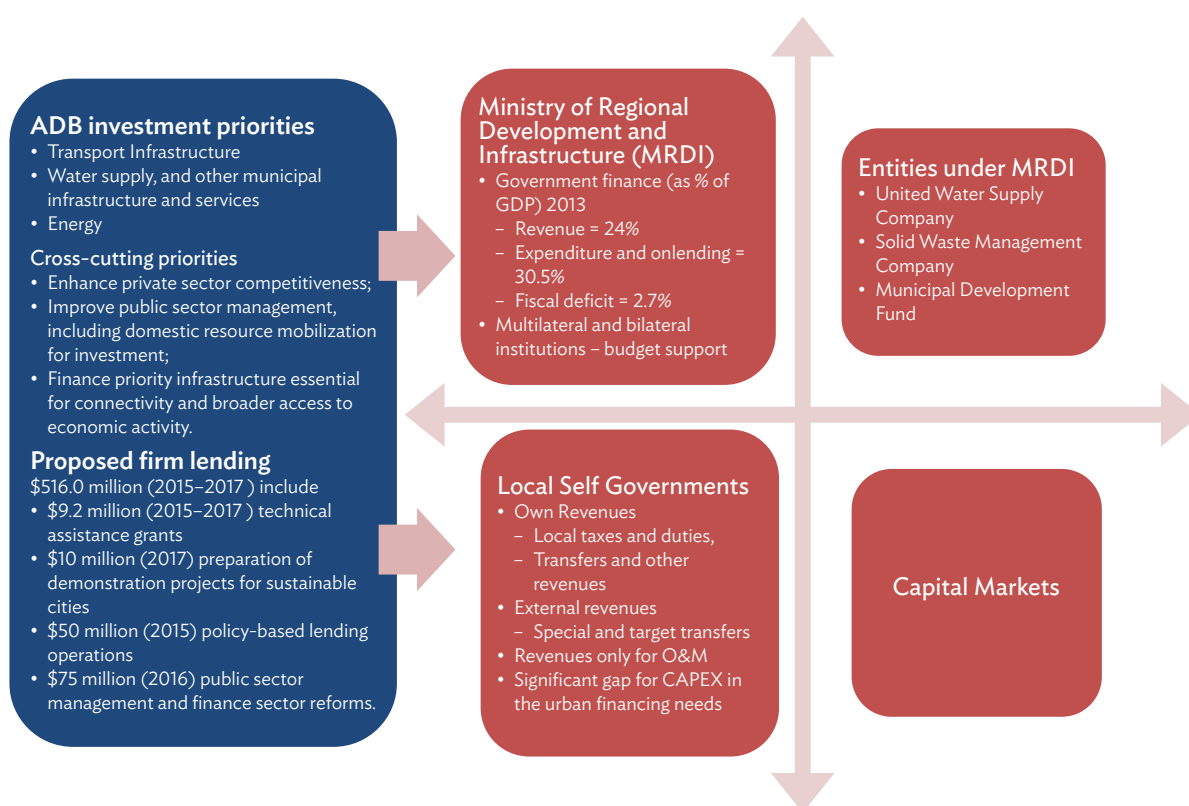 ADB investment priorities
• Transport Infrastructure
• Water supply, and other municipal
infrastructure and services
• Energy
Cross-cutting priorities
• Enhance private sector competitiveness;
• Improve public sector management,
including domestic resource mobilization
for investment;
• Finance priority infrastructure essential
for connectivity and broader access to
economic activity.
Proposed firm lending
$516.0 million (2015–2017 ) include
• $9.2 million (2015–2017 ) technical
assistance grants
• $10 million (2017) preparation of
demonstration projects for sustainable
cities
• $50 million (2015) policy-based lending
operations
• $75 million (2016) public sector
management and finance sector reforms.
Ministry of Regional
Development and
Infrastructure (MRDI)
• Government finance (as % of
GDP) 2013
– Revenue = 24%
– Expenditure and onlending =
30.5%
– Fiscal deficit = 2.7%
• Multilateral and bilateral
institutions – budget support
Entities under MRDI
• United Water Supply
Company
• Solid Waste Management
Company
• Municipal Development
Fund
Local Self Governments
• Own Revenues
– Local taxes and duties,
– Transfers and other
revenues
• External revenues
– Special and target transfers
• Revenues only for O&M
• Significant gap for CAPEX in
the urban financing needs
Capital Markets